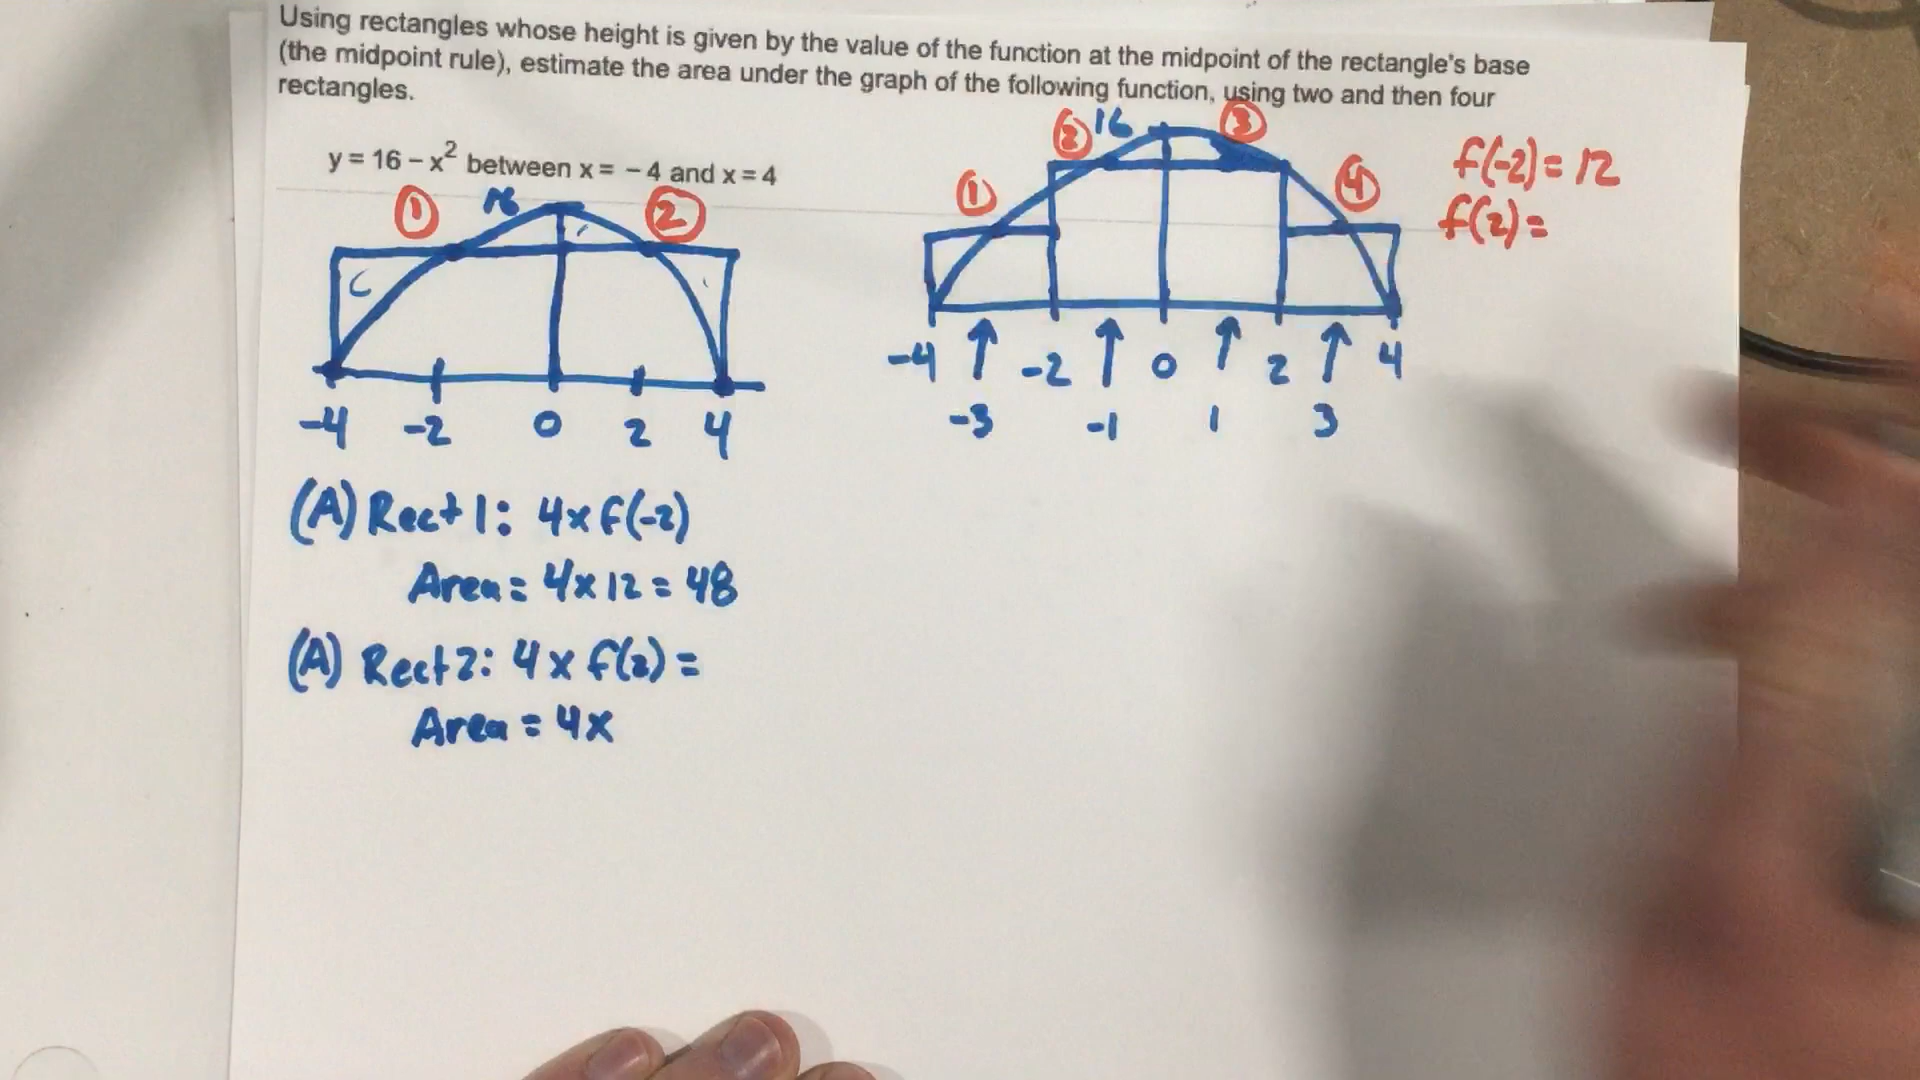 Using rectangles whose height is given by the value of the function at the midpoint of the rectangle's base
(the midpoint rule), estimate the area under the graph of the following function, using two and then four
rectangles.
y = 16 – x² between x = – 4 and x = 4
① 16 ②
-4 -2 0 2 4
① ② 16 ③ ④
-4 -2 0 2 4
-3 -1 1 3
f(-2) = 12
f(2) =
(A) Rect 1: 4 x f(-2)
Area = 4 x 12 = 48
(A) Rect 2: 4 x f(2) =
Area = 4x